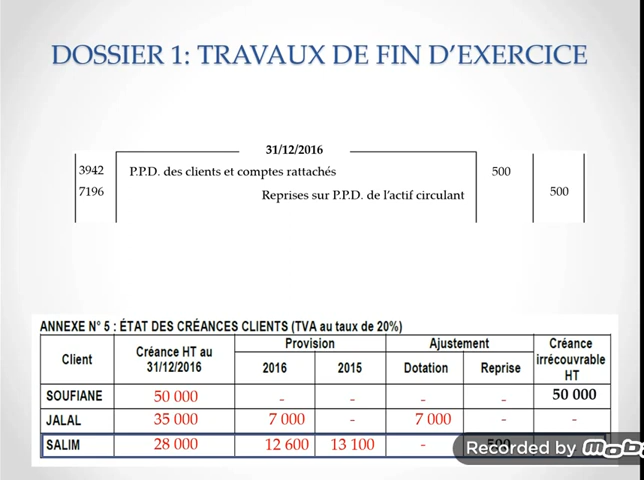 DOSSIER 1: TRAVAUX DE FIN D'EXERCICE
31/12/2016
3942 P.P.D. des clients et comptes rattachés 500
7196 Reprises sur P.P.D. de l'actif circulant 500
ANNEXE N° 5 : ÉTAT DES CRÉANCES CLIENTS (TVA au taux de 20%)
Client Créance HT au 31/12/2016 Provision Ajustement Créance irrécouvrable HT
2016 2015 Dotation Reprise
SOUFIANE 50 000 - - - - 50 000
JALAL 35 000 7 000 - 7 000 - -
SALIM 28 000 12 600 13 100 -
Recorded by